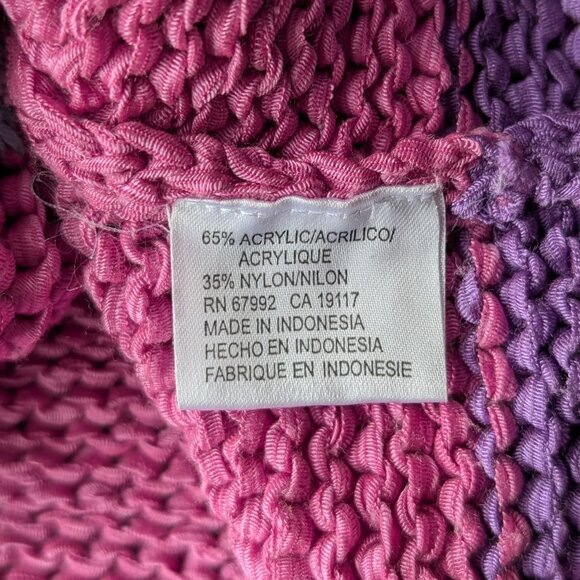 65% ACRYLIC/ACRILICO/
ACRYLIQUE
35% NYLON/NILON
RN 67992 CA 19117
MADE IN INDONESIA
HECHO EN INDONESIA
FABRIQUE EN INDONESIE